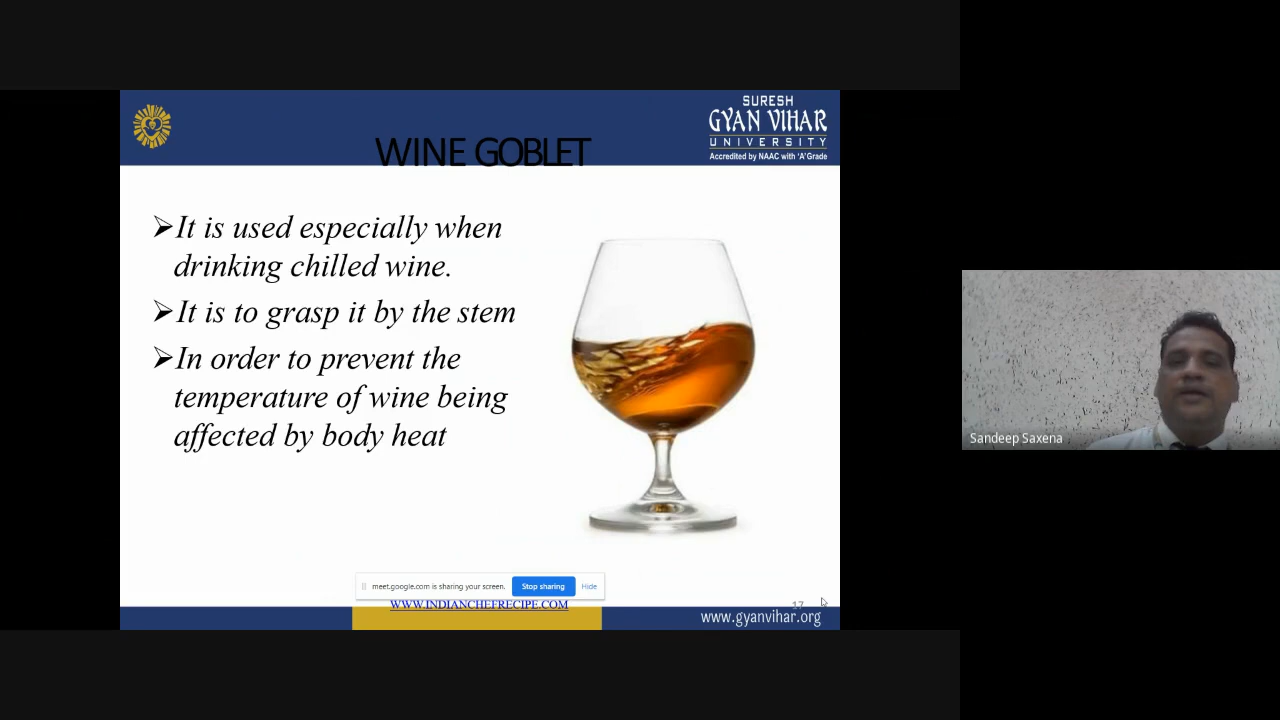 SURESH
GYAN VIHAR
UNIVERSITY
Accredited by NAAC with 'A' Grade
WINE GOBLET
➢It is used especially when
drinking chilled wine.
➢It is to grasp it by the stem
➢In order to prevent the
temperature of wine being
affected by body heat
Sandeep Saxena
meet.google.com is sharing your screen.
Stop sharing
Hide
WWW.INDIANCHEFRECIPE.COM
17
www.gyanvihar.org